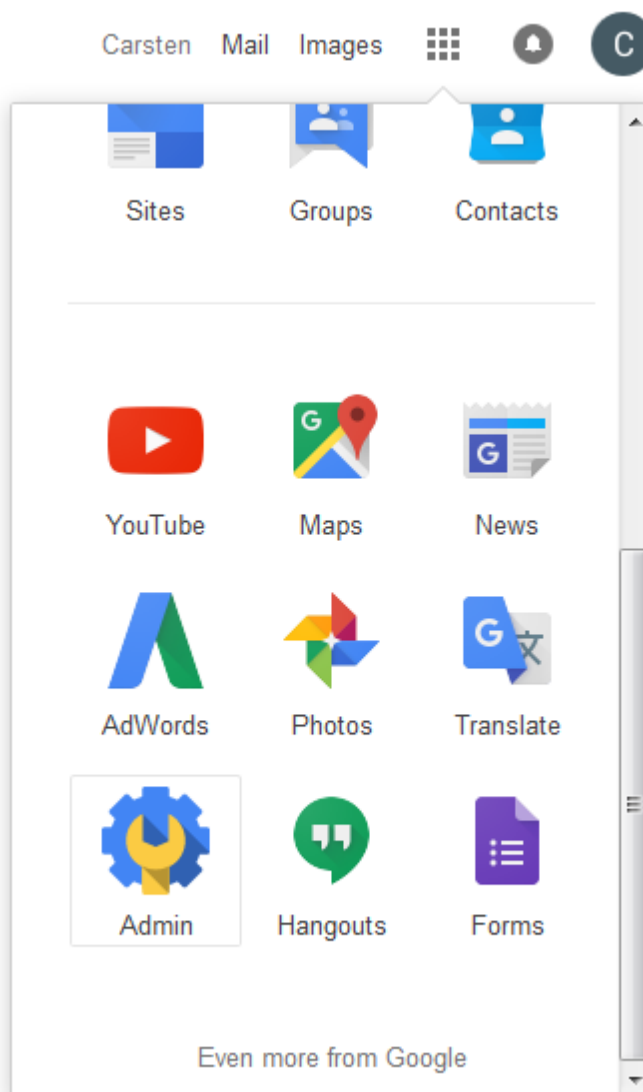 Carsten Mail Images C
Sites Groups Contacts
G G
YouTube Maps News
G 文
AdWords Photos Translate
Admin Hangouts Forms
Even more from Google